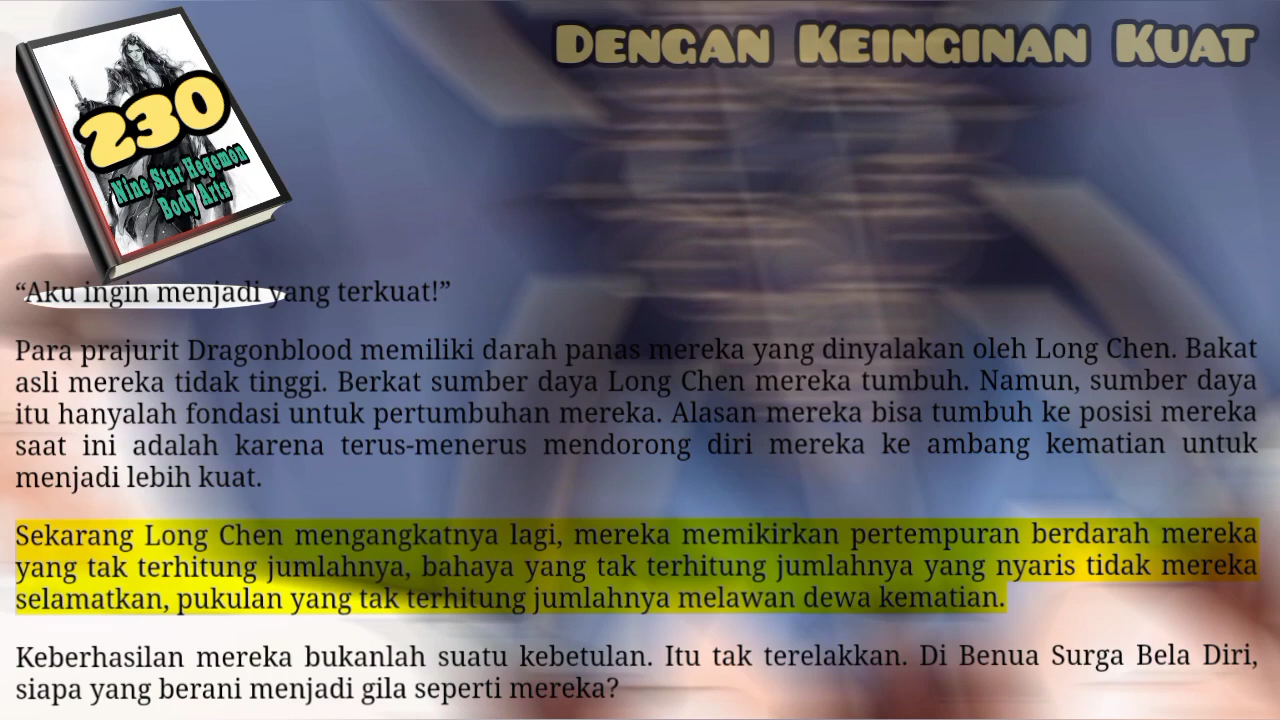 Dengan Keinginan Kuat
230
Nine Star Hegemon
Body Arts
“Aku ingin menjadi yang terkuat!”
Para prajurit Dragonblood memiliki darah panas mereka yang dinyalakan oleh Long Chen. Bakat
asli mereka tidak tinggi. Berkat sumber daya Long Chen mereka tumbuh. Namun, sumber daya
itu hanyalah fondasi untuk pertumbuhan mereka. Alasan mereka bisa tumbuh ke posisi mereka
saat ini adalah karena terus-menerus mendorong diri mereka ke ambang kematian untuk
menjadi lebih kuat.
Sekarang Long Chen mengangkatnya lagi, mereka memikirkan pertempuran berdarah mereka
yang tak terhitung jumlahnya, bahaya yang tak terhitung jumlahnya yang nyaris tidak mereka
selamatkan, pukulan yang tak terhitung jumlahnya melawan dewa kematian.
Keberhasilan mereka bukanlah suatu kebetulan. Itu tak terelakkan. Di Benua Surga Bela Diri,
siapa yang berani menjadi gila seperti mereka?